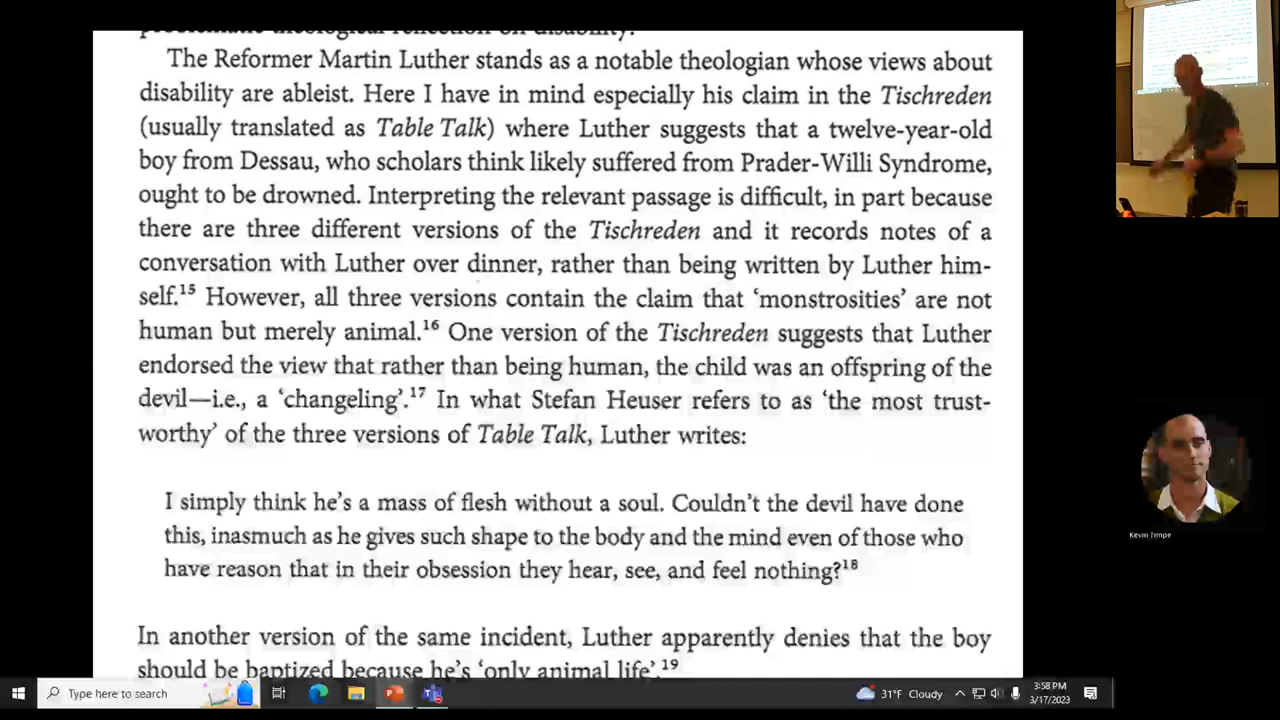 problematic theological reflection on disability.
The Reformer Martin Luther stands as a notable theologian whose views about
disability are ableist. Here I have in mind especially his claim in the Tischreden
(usually translated as Table Talk) where Luther suggests that a twelve-year-old
boy from Dessau, who scholars think likely suffered from Prader-Willi Syndrome,
ought to be drowned. Interpreting the relevant passage is difficult, in part because
there are three different versions of the Tischreden and it records notes of a
conversation with Luther over dinner, rather than being written by Luther him-
self.15 However, all three versions contain the claim that ‘monstrosities’ are not
human but merely animal.16 One version of the Tischreden suggests that Luther
endorsed the view that rather than being human, the child was an offspring of the
devil—i.e., a ‘changeling’.17 In what Stefan Heuser refers to as ‘the most trust-
worthy’ of the three versions of Table Talk, Luther writes:
I simply think he’s a mass of flesh without a soul. Couldn’t the devil have done
this, inasmuch as he gives such shape to the body and the mind even of those who
have reason that in their obsession they hear, see, and feel nothing?18
In another version of the same incident, Luther apparently denies that the boy
should be baptized because he’s ‘only animal life’.19
Kevin Timpe
Type here to search
31°F Cloudy
3:58 PM
3/17/2023